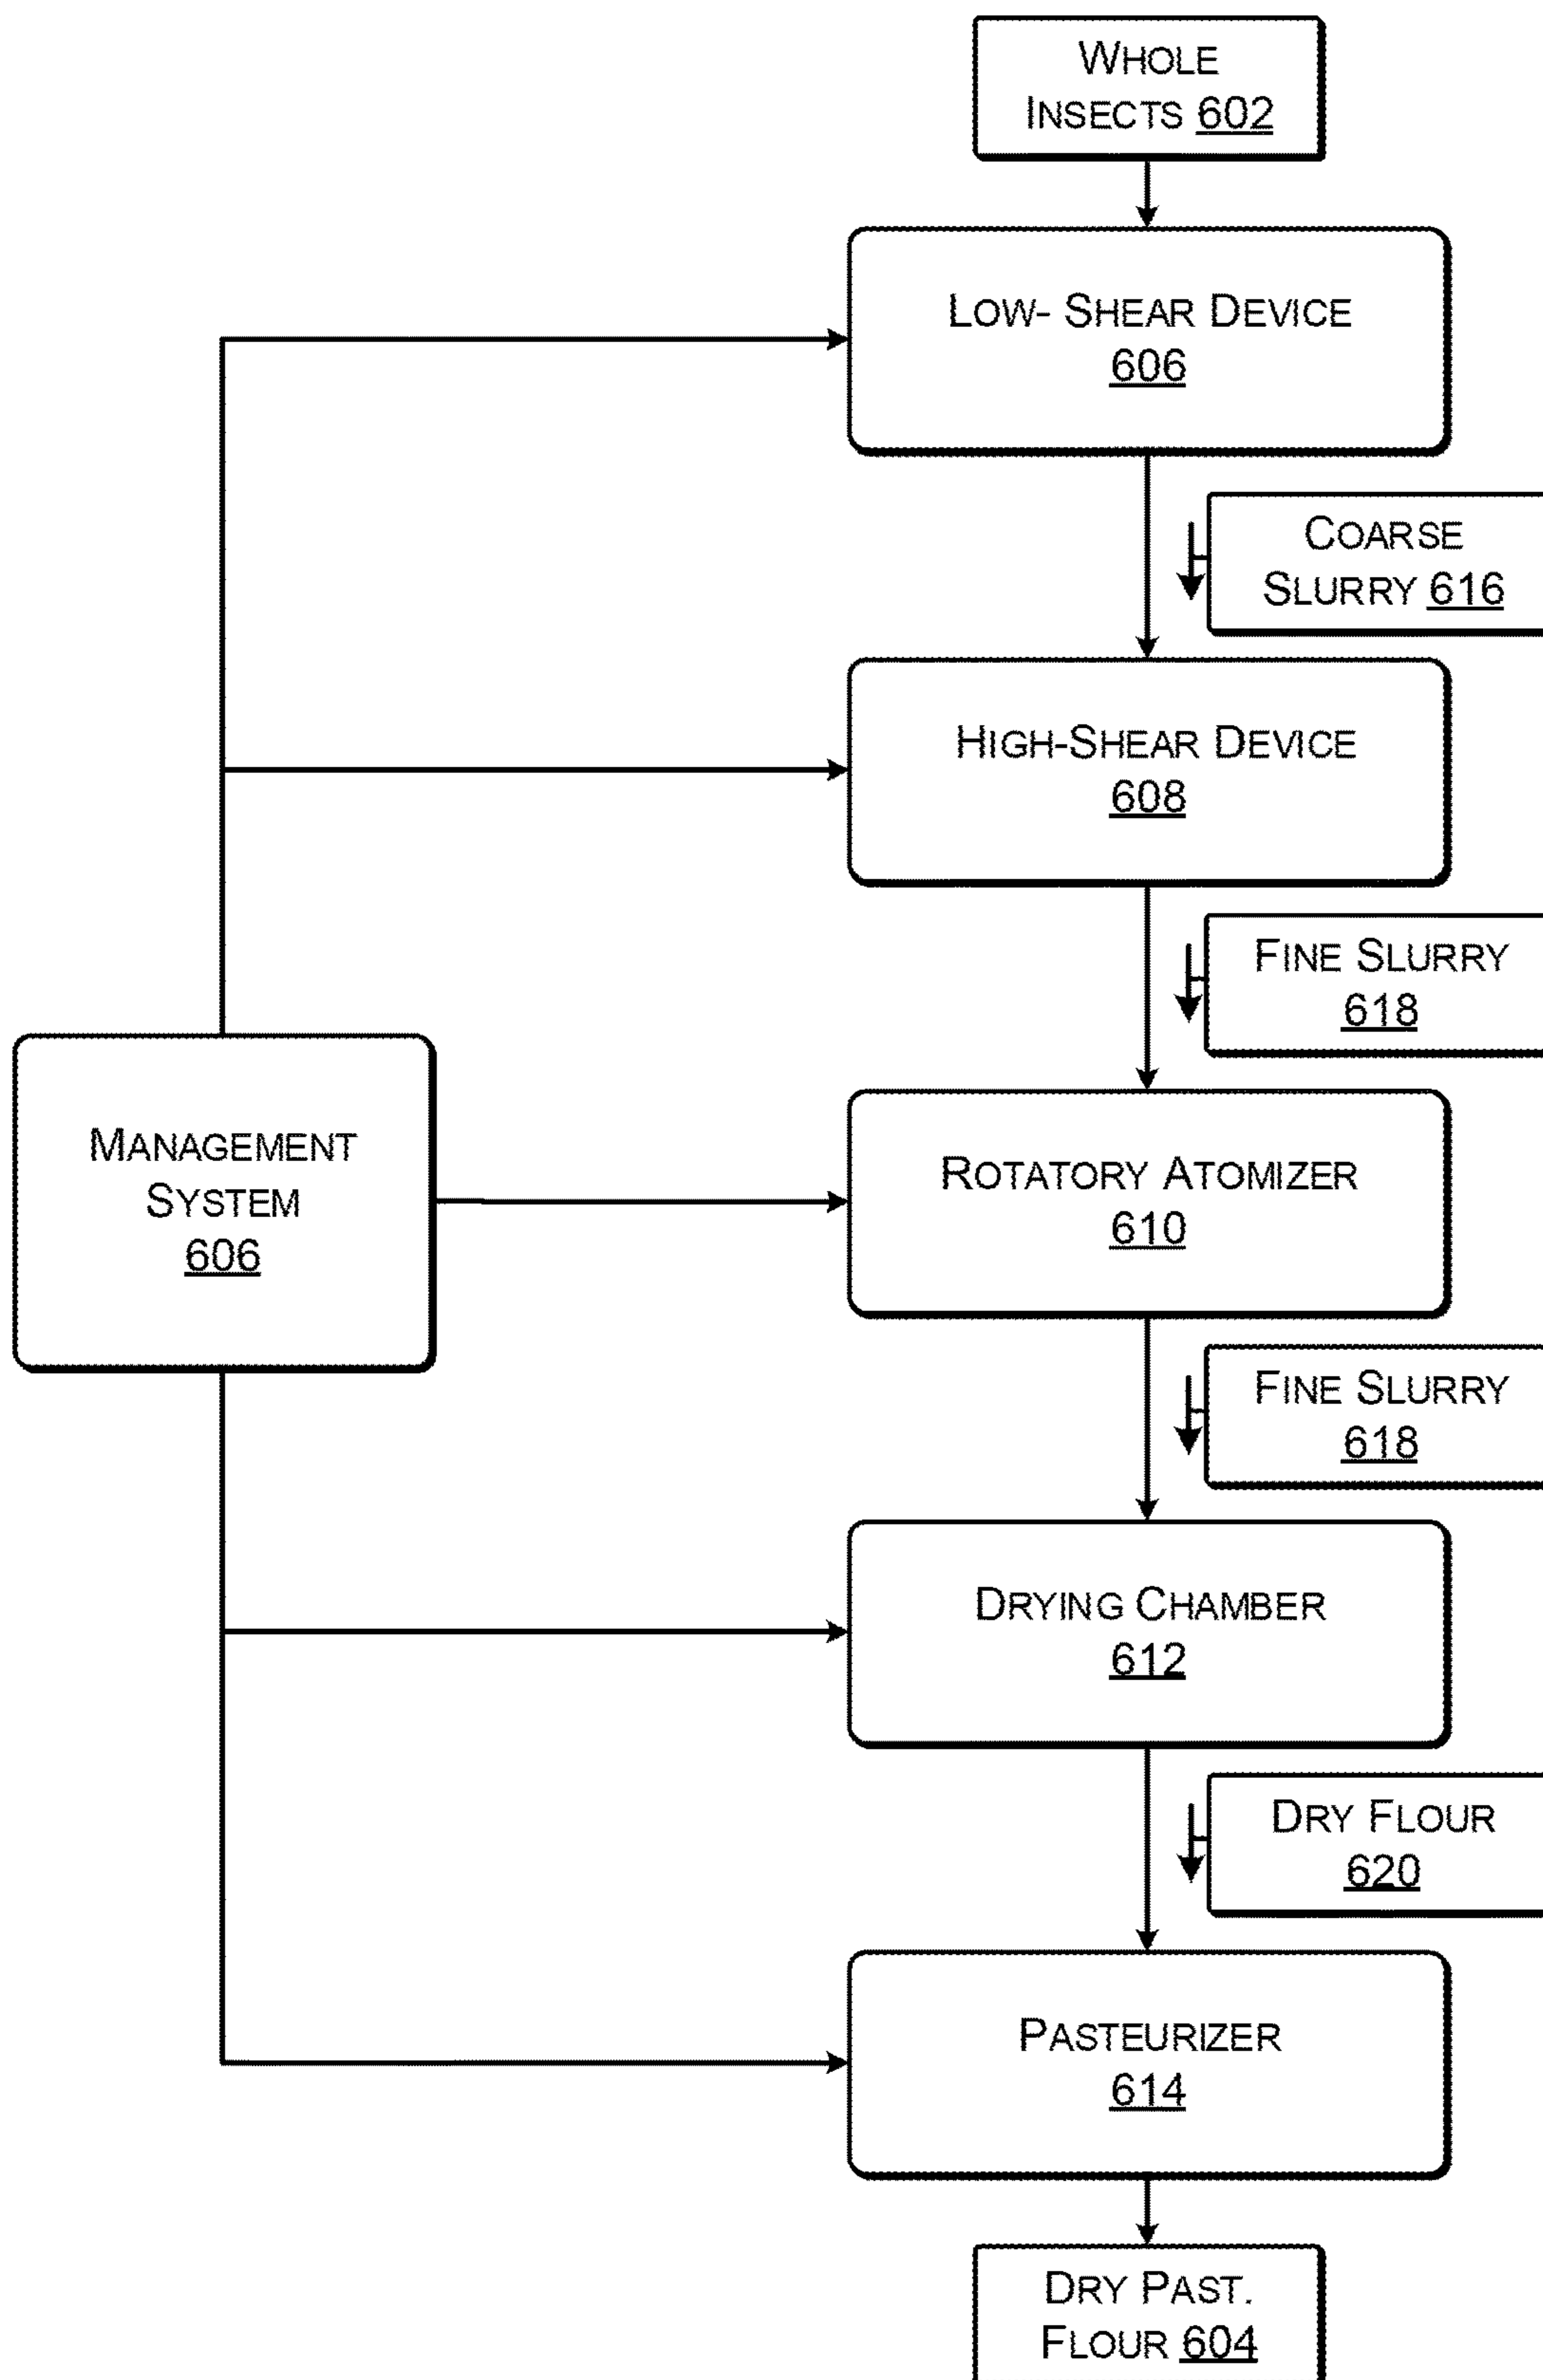 WHOLE
INSECTS 602
LOW- SHEAR DEVICE
606
COARSE
SLURRY 616
HIGH-SHEAR DEVICE
608
FINE SLURRY
618
MANAGEMENT
SYSTEM
606
ROTATORY ATOMIZER
610
FINE SLURRY
618
DRYING CHAMBER
612
DRY FLOUR
620
PASTEURIZER
614
DRY PAST.
FLOUR 604